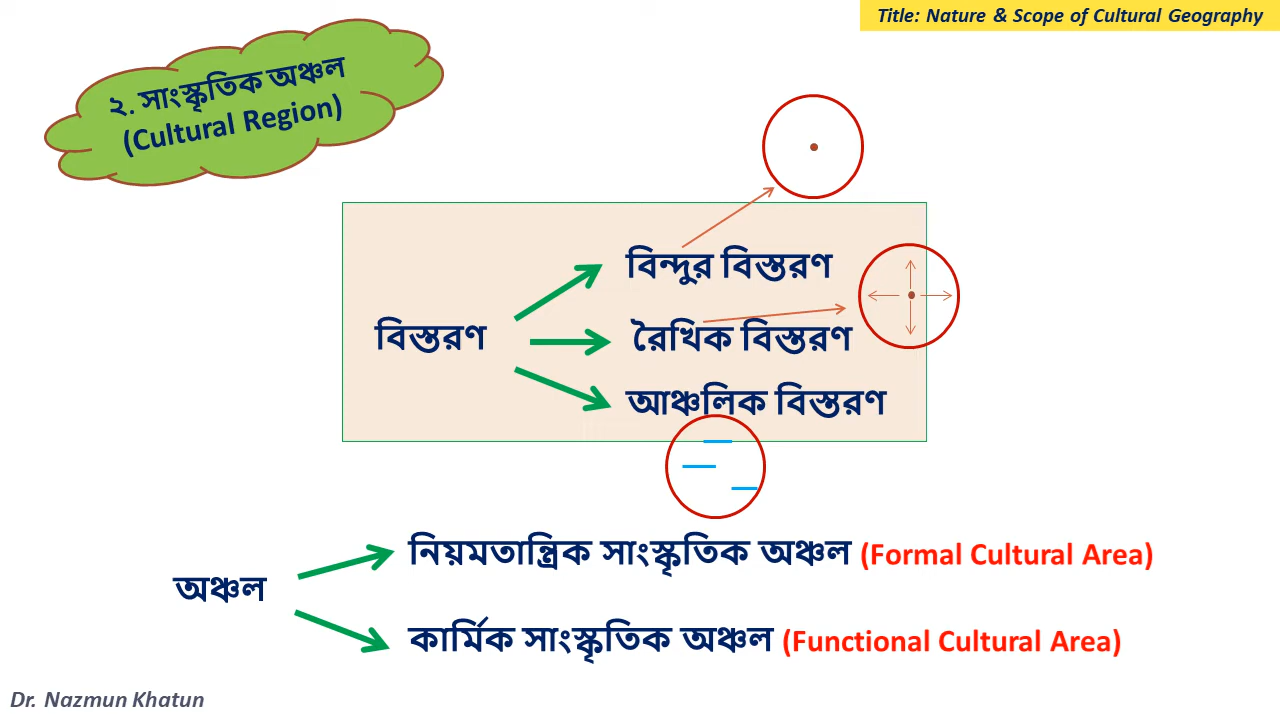 Title: Nature & Scope of Cultural Geography
২. সাংস্কৃতিক অঞ্চল
(Cultural Region)
বিন্দুর বিস্তরণ
বিস্তরণ
রৈখিক বিস্তরণ
আঞ্চলিক বিস্তরণ
নিয়মতান্ত্রিক সাংস্কৃতিক অঞ্চল (Formal Cultural Area)
অঞ্চল
কার্মিক সাংস্কৃতিক অঞ্চল (Functional Cultural Area)
Dr. Nazmun Khatun